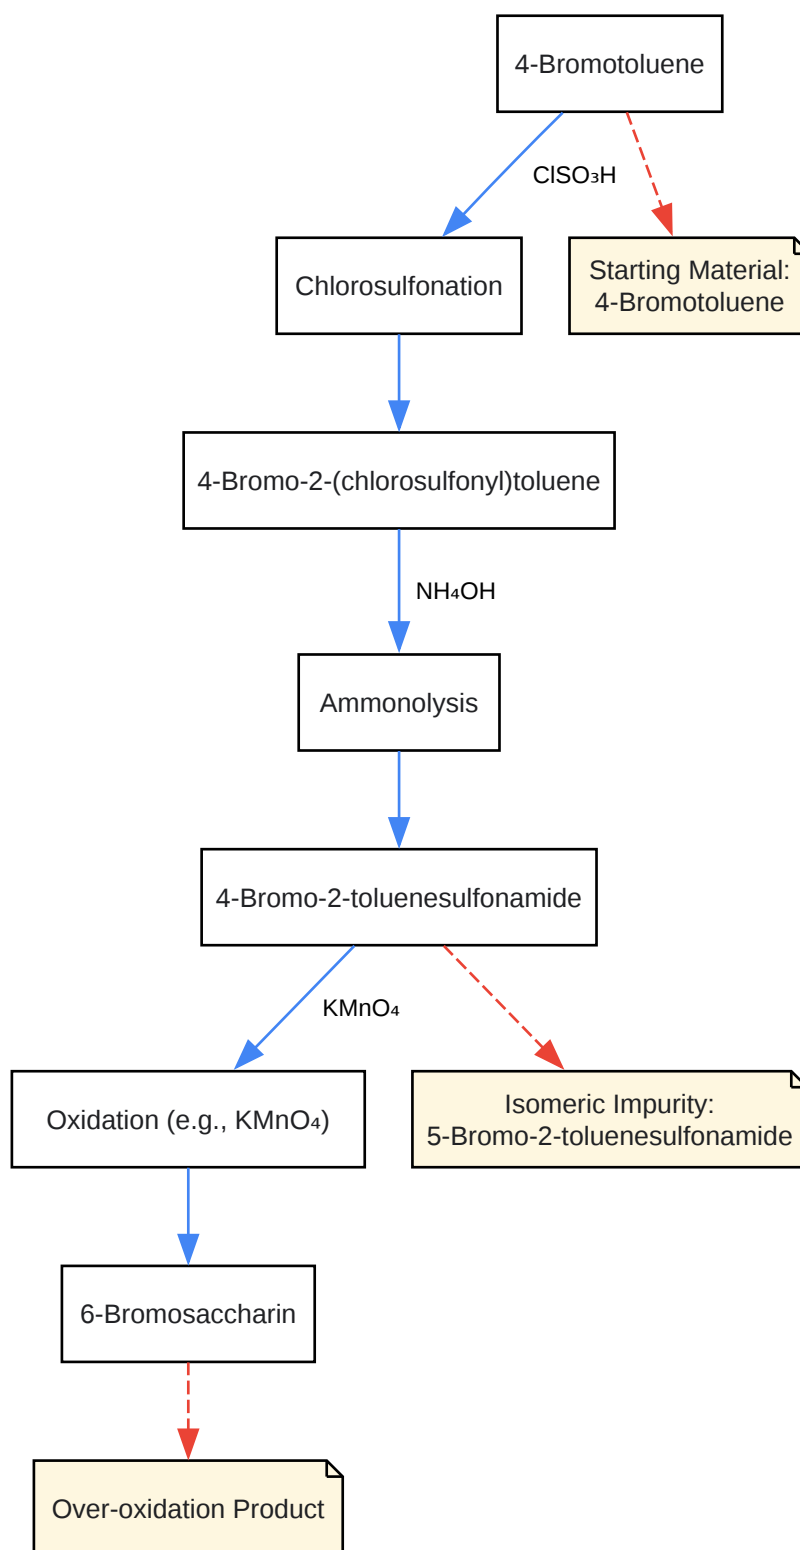 4-Bromotoluene
ClSO₃H
Chlorosulfonation
Starting Material:
4-Bromotoluene
4-Bromo-2-(chlorosulfonyl)toluene
NH₄OH
Ammonolysis
4-Bromo-2-toluenesulfonamide
KMnO₄
Oxidation (e.g., KMnO₄)
Isomeric Impurity:
5-Bromo-2-toluenesulfonamide
6-Bromosaccharin
Over-oxidation Product